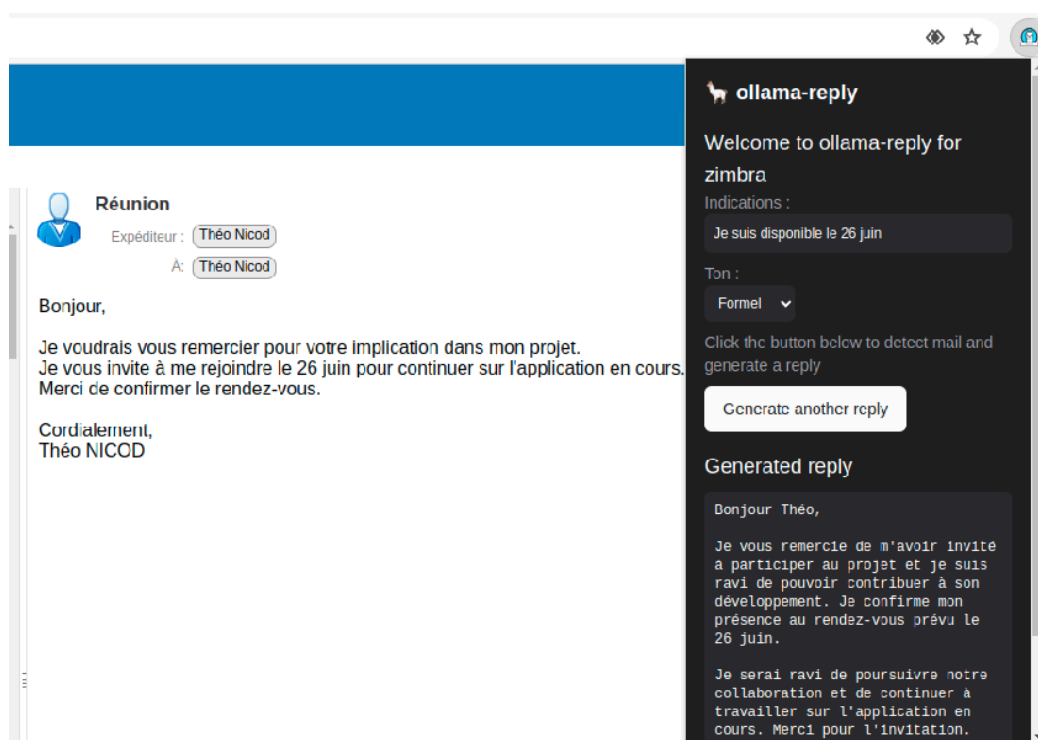 Réunion
Expéditeur : Théo Nicod
À: Théo Nicod
Bonjour,
Je voudrais vous remercier pour votre implication dans mon projet.
Je vous invite à me rejoindre le 26 juin pour continuer sur l'application en cours.
Merci de confirmer le rendez-vous.
Cordialement,
Théo NICOD
ollama-reply
Welcome to ollama-reply for
zimbra
Indications :
Je suis disponible le 26 juin
Ton :
Formel
Click the button below to detect mail and
generate a reply
Generate another reply
Generated reply
Bonjour Théo,
Je vous remercie de m'avoir invité
à participer au projet et je suis
ravi de pouvoir contribuer à son
développement. Je confirme mon
présence au rendez-vous prévu le
26 juin.
Je serai ravi de poursuivre notre
collaboration et de continuer à
travailler sur l'application en
cours. Merci pour l'invitation.